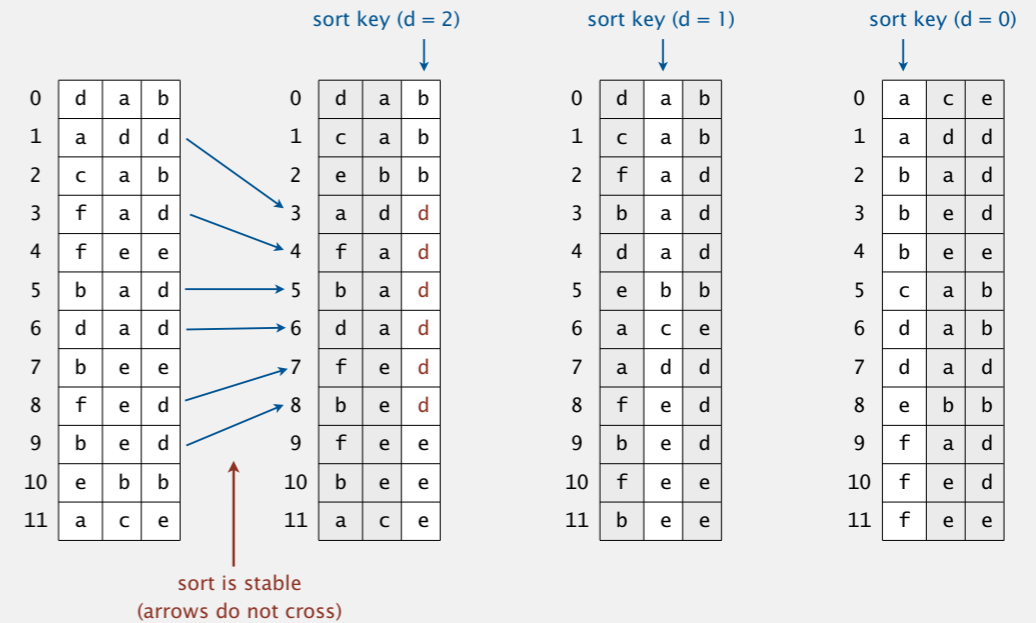 sort key (d = 2) sort key (d = 1) sort key (d = 0)
0 d a b 0 d a b 0 d a b 0 a c e
1 a d d 1 c a b 1 c a b 1 a d d
2 c a b 2 e b b 2 f a d 2 b a d
3 f a d 3 a d d 3 b a d 3 b e d
4 f e e 4 f a d 4 d a d 4 b e e
5 b a d 5 b a d 5 e b b 5 c a b
6 d a d 6 d a d 6 a c e 6 d a b
7 b e e 7 f e d 7 a d d 7 d a d
8 f e d 8 b e d 8 f e d 8 e b b
9 b e d 9 f e e 9 b e d 9 f a d
10 e b b 10 b e e 10 f e e 10 f e d
11 a c e 11 a c e 11 b e e 11 f e e
sort is stable
(arrows do not cross)